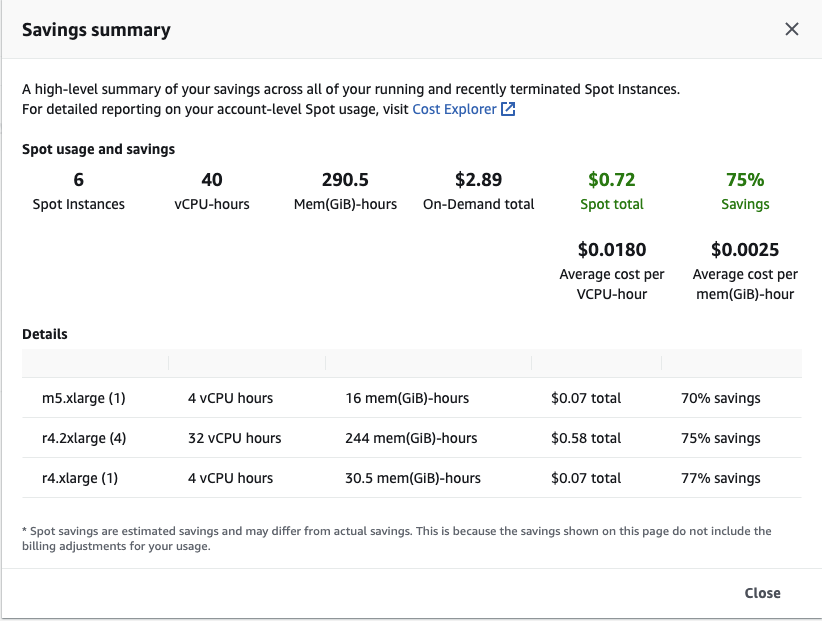 Savings summary
A high-level summary of your savings across all of your running and recently terminated Spot Instances.
For detailed reporting on your account-level Spot usage, visit Cost Explorer
Spot usage and savings
6 40 290.5 $2.89 $0.72 75%
Spot Instances vCPU-hours Mem(GiB)-hours On-Demand total Spot total Savings
$0.0180 $0.0025
Average cost per Average cost per
VCPU-hour mem(GiB)-hour
Details
m5.xlarge (1) 4 vCPU hours 16 mem(GiB)-hours $0.07 total 70% savings
r4.2xlarge (4) 32 vCPU hours 244 mem(GiB)-hours $0.58 total 75% savings
r4.xlarge (1) 4 vCPU hours 30.5 mem(GiB)-hours $0.07 total 77% savings
* Spot savings are estimated savings and may differ from actual savings. This is because the savings shown on this page do not include the
billing adjustments for your usage.
Close